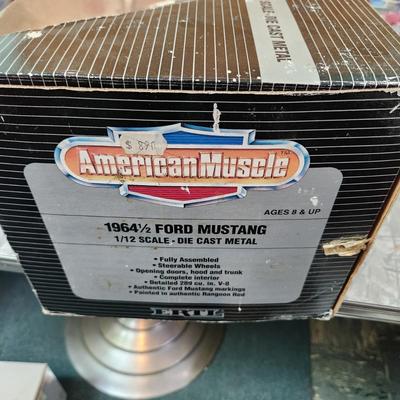 SCALE - DIE CAST METAL
AmericanMuscle
TM
AGES 8 & UP
1964½ FORD MUSTANG
1/12 SCALE - DIE CAST METAL
• Fully Assembled
• Steerable Wheels
• Opening doors, hood and trunk
• Complete interior
• Detailed 289 cu. in. V-8
• Authentic Ford Mustang markings
• Painted in authentic Rangoon Red
ERTL